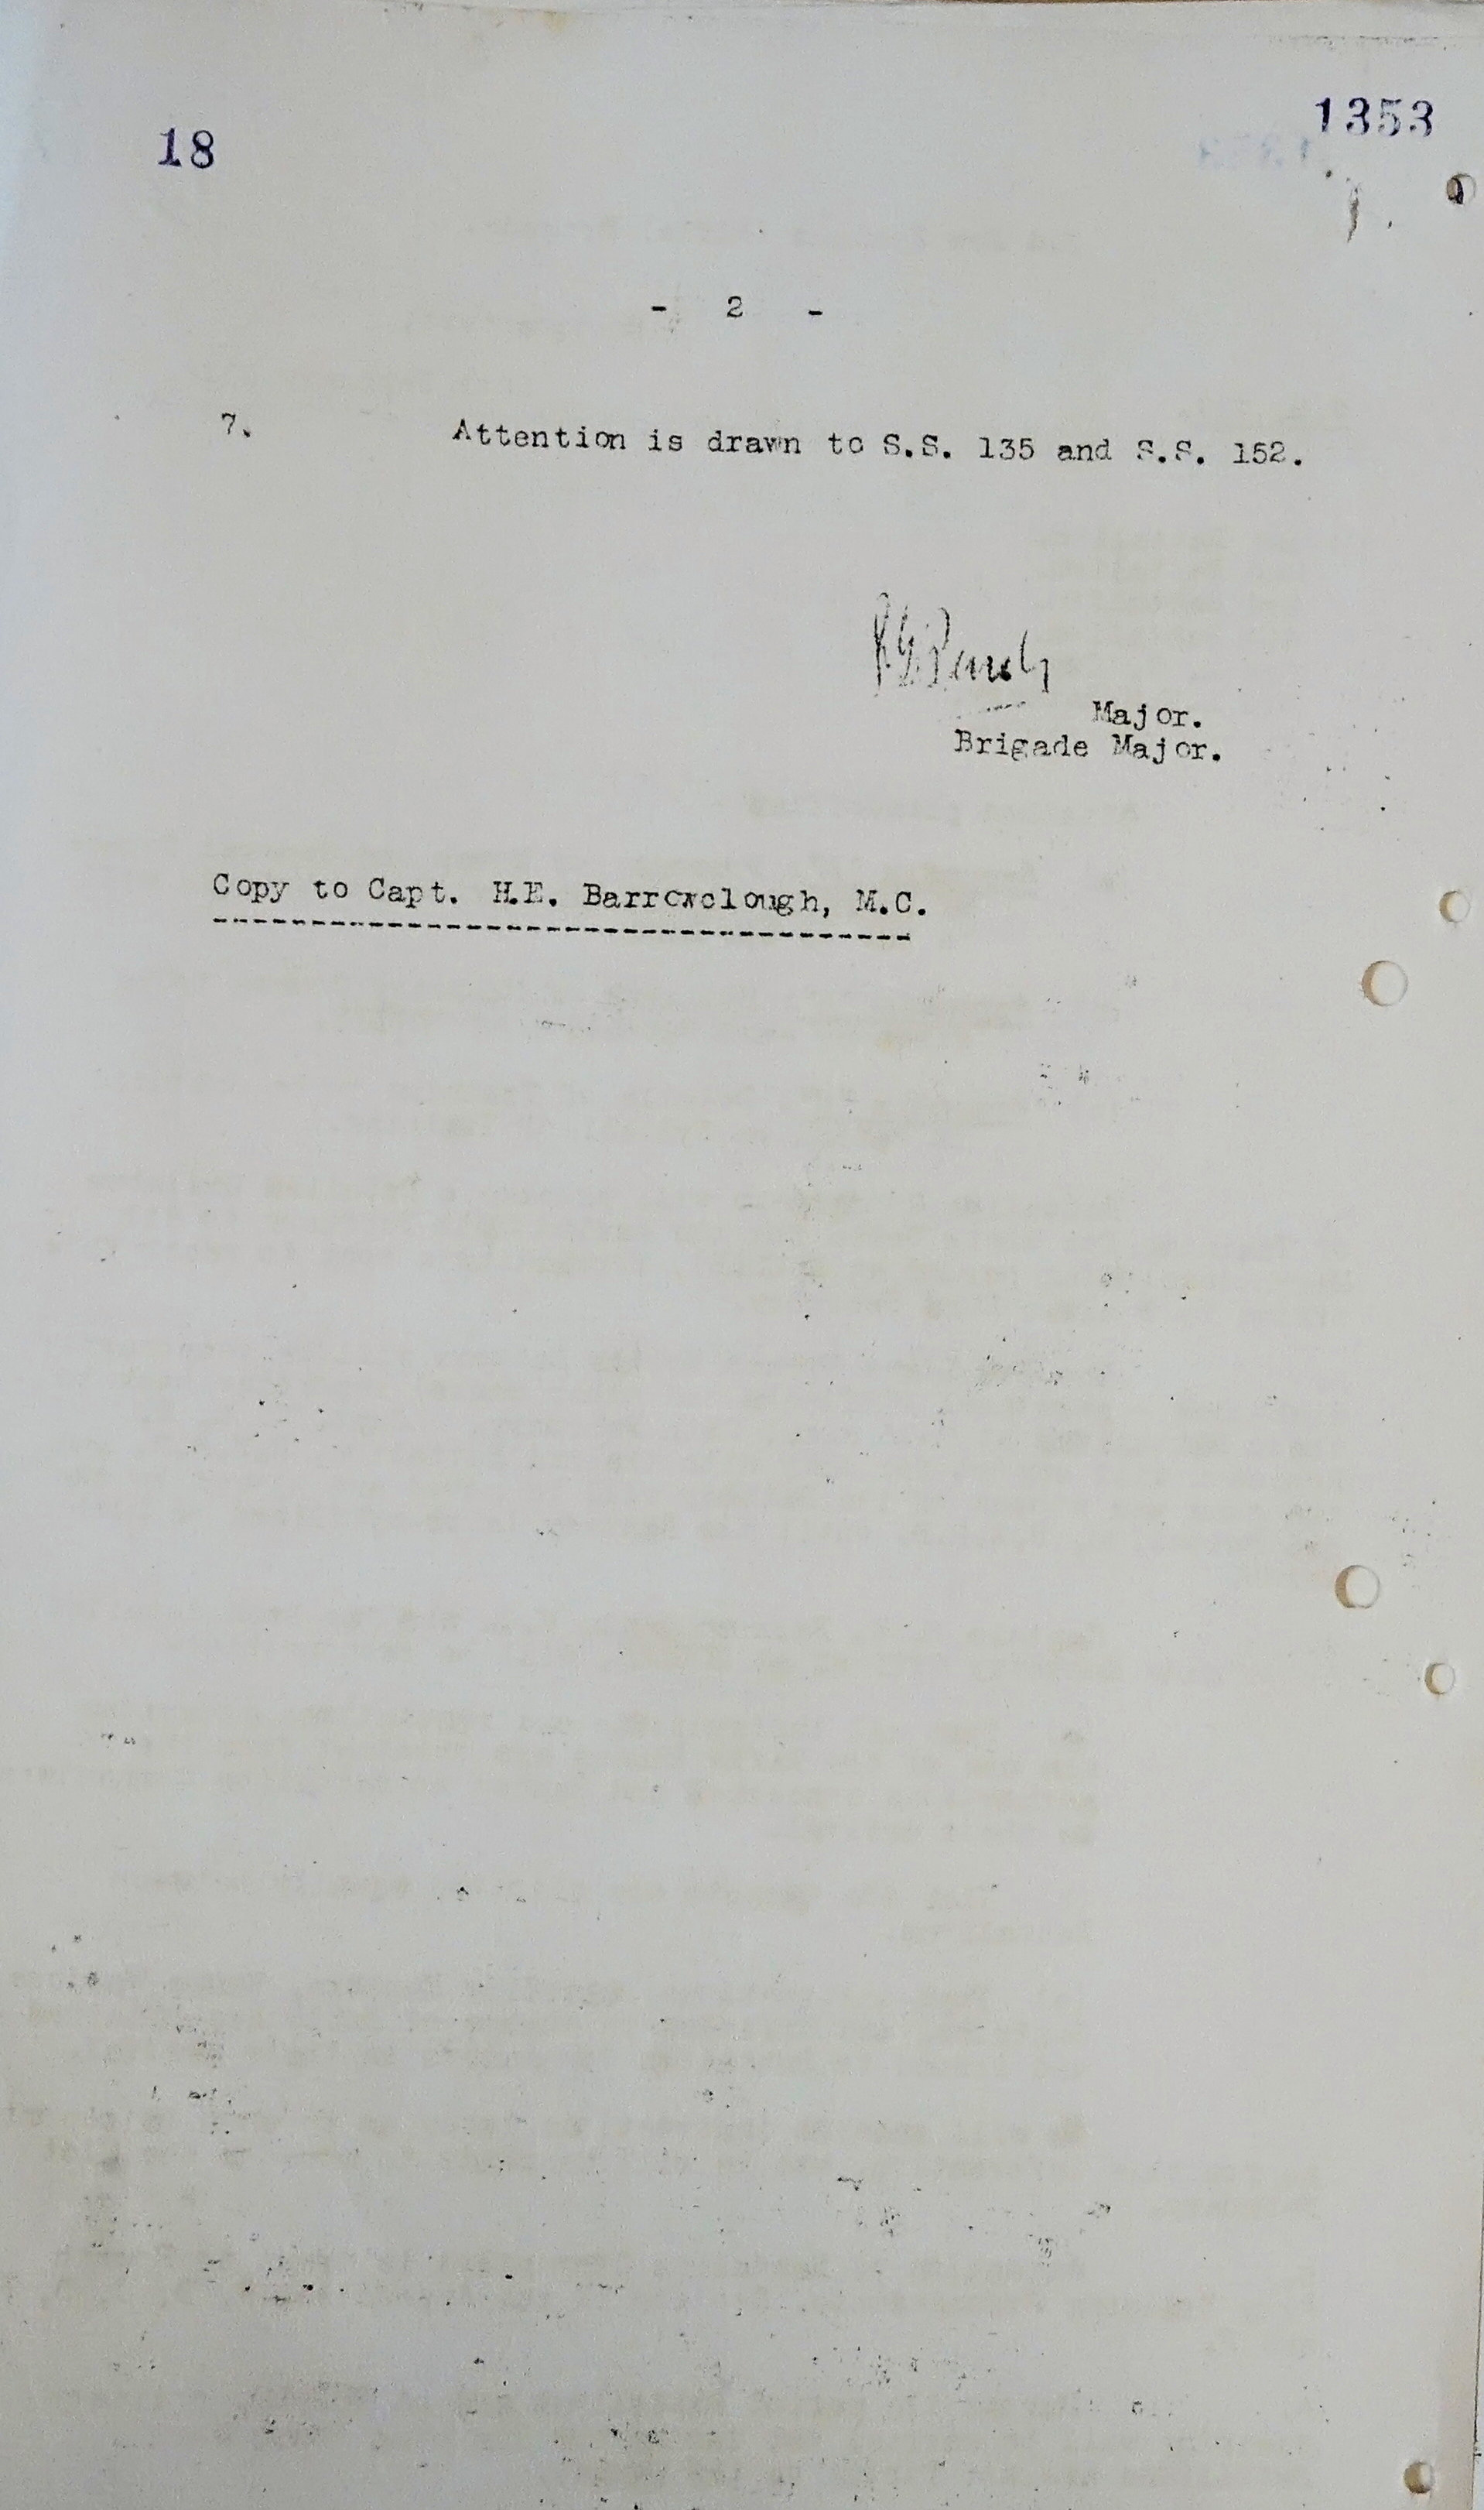 18
1353
- 2 -
7. Attention is drawn to S.S. 135 and S.S. 152.
Major.
Brigade Major.
Copy to Capt. H.E. Barrowclough, M.C.